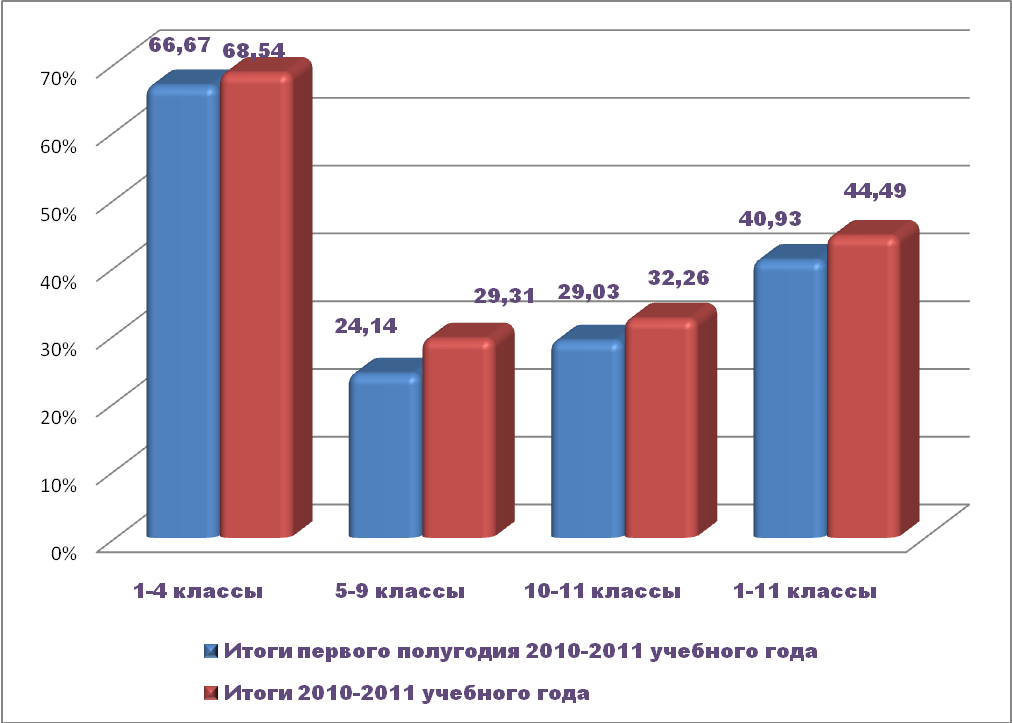 66,67
68,54
24,14
29,31
29,03
32,26
40,93
44,49
70%
60%
50%
40%
30%
20%
10%
0%
1-4 классы
5-9 классы
10-11 классы
1-11 классы
Итоги первого полугодия 2010-2011 учебного года
Итоги 2010-2011 учебного года